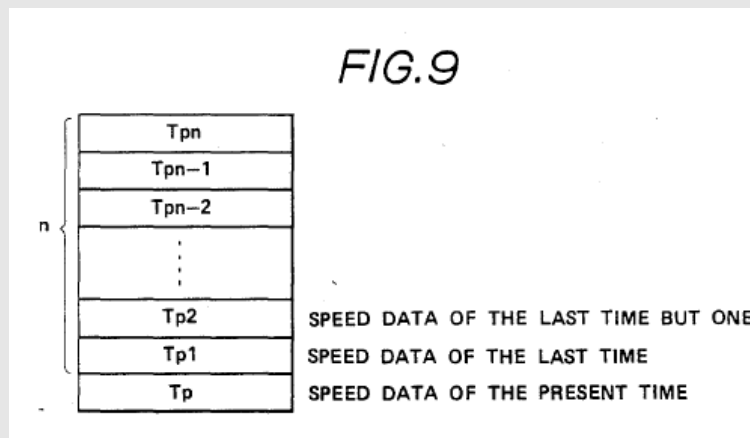 FIG.9
Tpn
Tpn-1
Tpn-2
n
Tp2 SPEED DATA OF THE LAST TIME BUT ONE
Tp1 SPEED DATA OF THE LAST TIME
Tp SPEED DATA OF THE PRESENT TIME